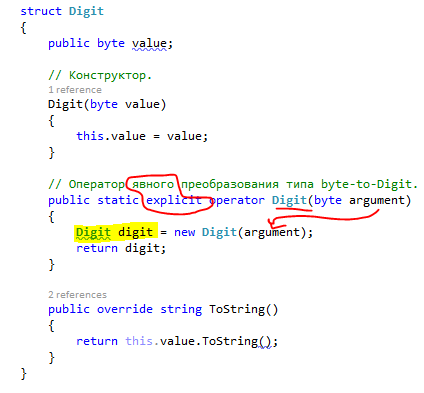 struct Digit
{
public byte value;
// Конструктор.
1 reference
Digit(byte value)
{
this.value = value;
}
// Оператор явного преобразования типа byte-to-Digit.
public static explicit operator Digit(byte argument)
{
Digit digit = new Digit(argument);
return digit;
}
2 references
public override string ToString()
{
return this.value.ToString();
}
}